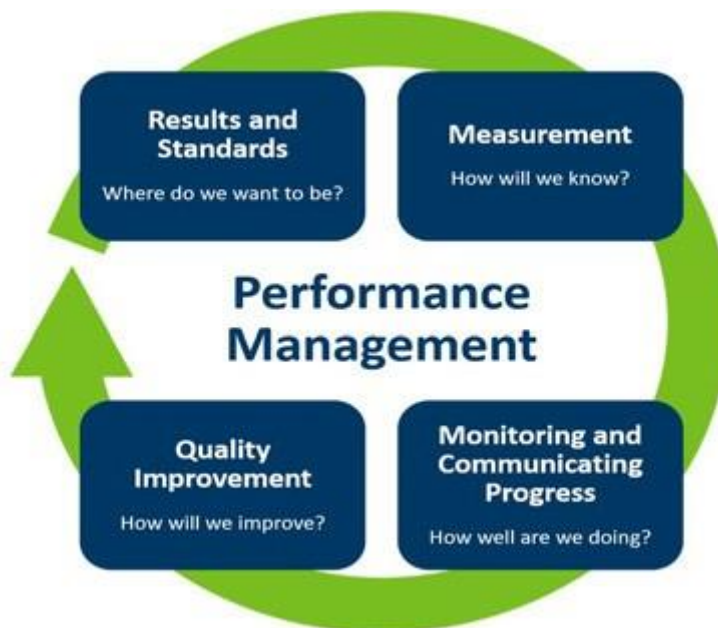 Results and
Standards
Where do we want to be?
Measurement
How will we know?
Performance
Management
Quality
Improvement
How will we improve?
Monitoring and
Communicating
Progress
How well are we doing?